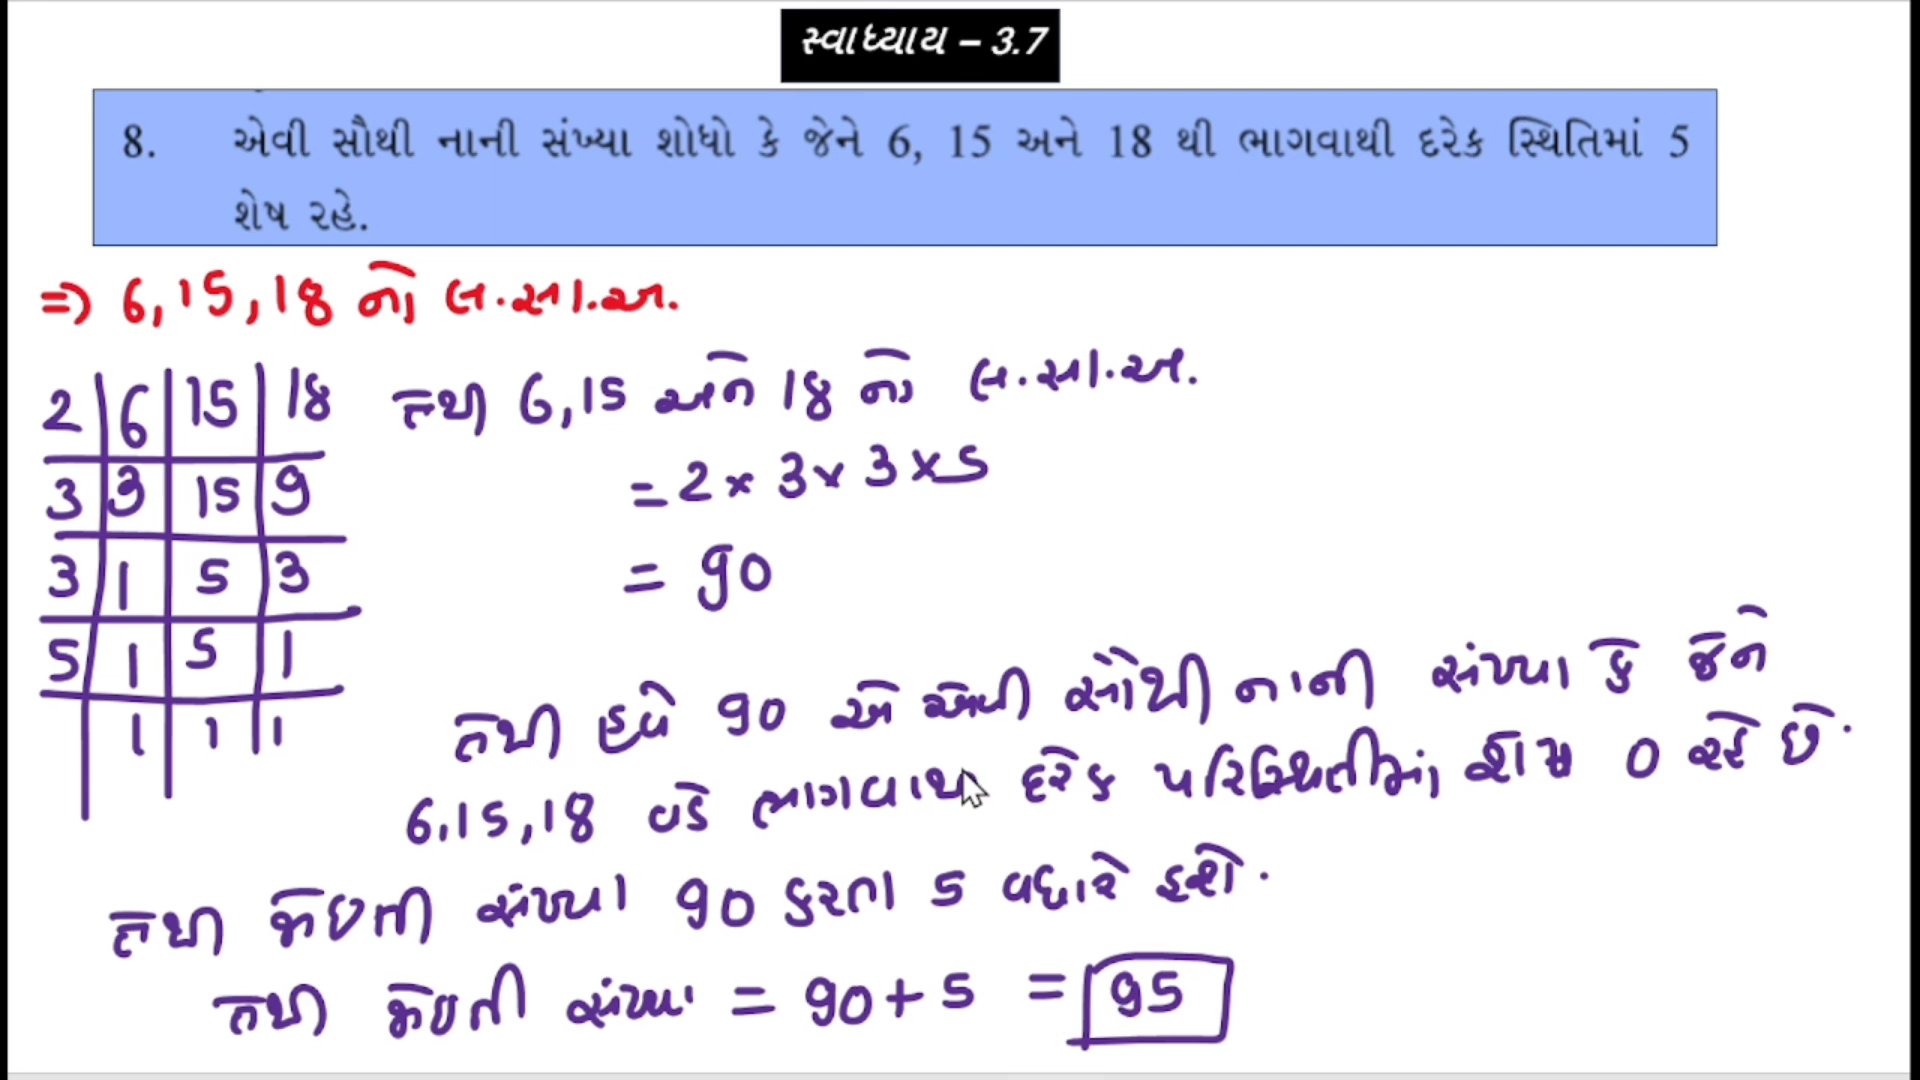 સ્વાધ્યાય – 3.7
8. એવી સૌથી નાની સંખ્યા શોધો કે જેને 6, 15 અને 18 થી ભાગવાથી દરેક સ્થિતિમાં 5
શેષ રહે.
=> 6, 15, 18 નો લ.સા.અ.
2 6 15 18
3 3 15 9
3 1 5 3
5 1 5 1
1 1 1
તેથી 6, 15 અને 18 નો લ.સા.અ.
= 2 × 3 × 3 × 5
= 90
તેથી હવે 90 એ એવી સૌથી નાની સંખ્યા કે જેને
6, 15, 18 વડે ભાગવાથી દરેક પરિસ્થિતીમાં શેષ 0 રહે છે.
તેથી માંગેલી સંખ્યા 90 કરતા 5 વધારે હશે.
તેથી માંગેલી સંખ્યા = 90 + 5 = 95